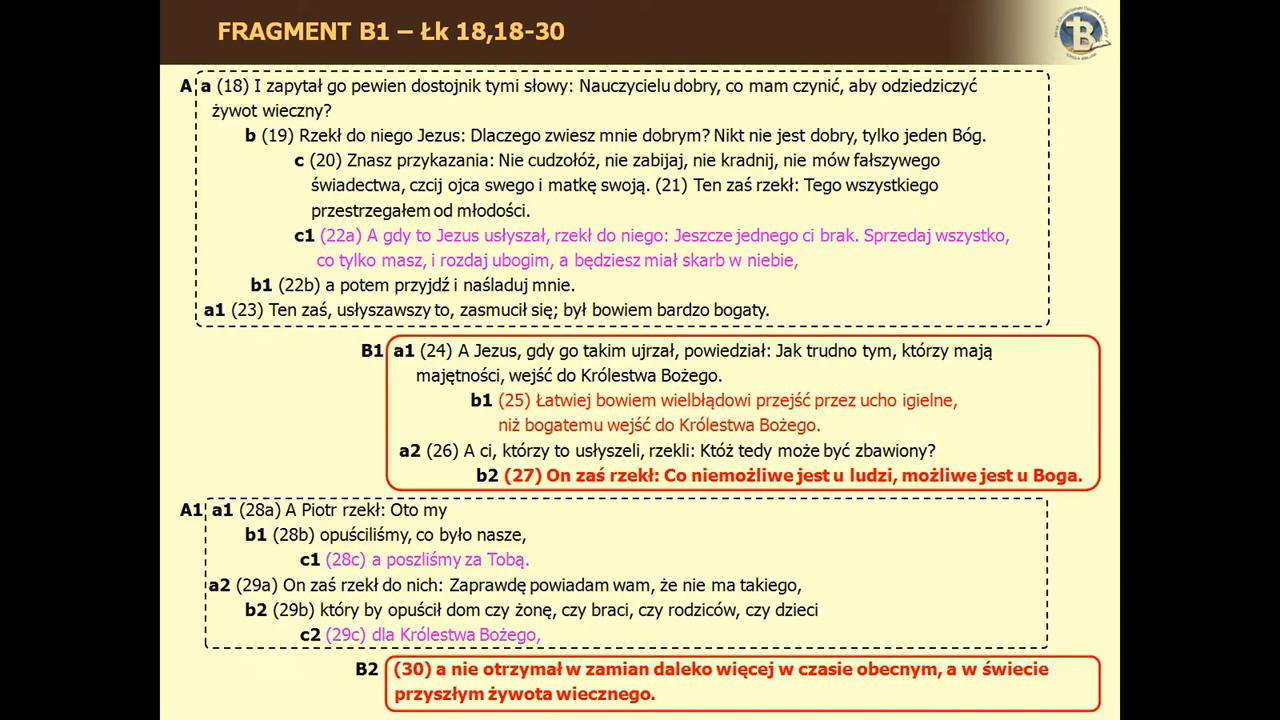 FRAGMENT B1 – Łk 18,18-30
A a (18) I zapytał go pewien dostojnik tymi słowy: Nauczycielu dobry, co mam czynić, aby odziedziczyć
żywot wieczny?
b (19) Rzekł do niego Jezus: Dlaczego zwiesz mnie dobrym? Nikt nie jest dobry, tylko jeden Bóg.
c (20) Znasz przykazania: Nie cudzołóż, nie zabijaj, nie kradnij, nie mów fałszywego
świadectwa, czcij ojca swego i matkę swoją. (21) Ten zaś rzekł: Tego wszystkiego
przestrzegałem od młodości.
c1 (22a) A gdy to Jezus usłyszał, rzekł do niego: Jeszcze jednego ci brak. Sprzedaj wszystko,
co tylko masz, i rozdaj ubogim, a będziesz miał skarb w niebie,
b1 (22b) a potem przyjdź i naśladuj mnie.
a1 (23) Ten zaś, usłyszawszy to, zasmucił się; był bowiem bardzo bogaty.
B1 a1 (24) A Jezus, gdy go takim ujrzał, powiedział: Jak trudno tym, którzy mają
majętności, wejść do Królestwa Bożego.
b1 (25) Łatwiej bowiem wielbłądowi przejść przez ucho igielne,
niż bogatemu wejść do Królestwa Bożego.
a2 (26) A ci, którzy to usłyszeli, rzekli: Któż tedy może być zbawiony?
b2 (27) On zaś rzekł: Co niemożliwe jest u ludzi, możliwe jest u Boga.
A1 a1 (28a) A Piotr rzekł: Oto my
b1 (28b) opuściliśmy, co było nasze,
c1 (28c) a poszliśmy za Tobą.
a2 (29a) On zaś rzekł do nich: Zaprawdę powiadam wam, że nie ma takiego,
b2 (29b) który by opuścił dom czy żonę, czy braci, czy rodziców, czy dzieci
c2 (29c) dla Królestwa Bożego,
B2 (30) a nie otrzymał w zamian daleko więcej w czasie obecnym, a w świecie
przyszłym żywota wiecznego.